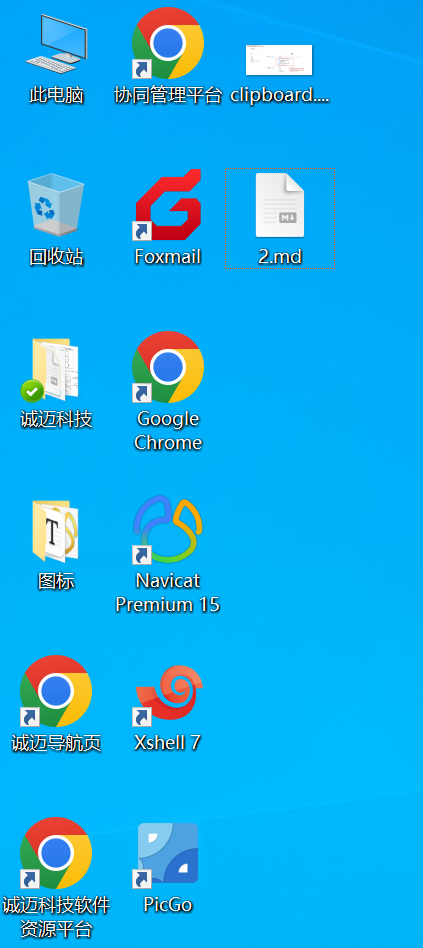 此电脑
协同管理平台
clipboard....
回收站
Foxmail
M
2.md
诚迈科技
Google
Chrome
图标
T
Navicat
Premium 15
诚迈导航页
Xshell 7
诚迈科技软件
资源平台
PicGo